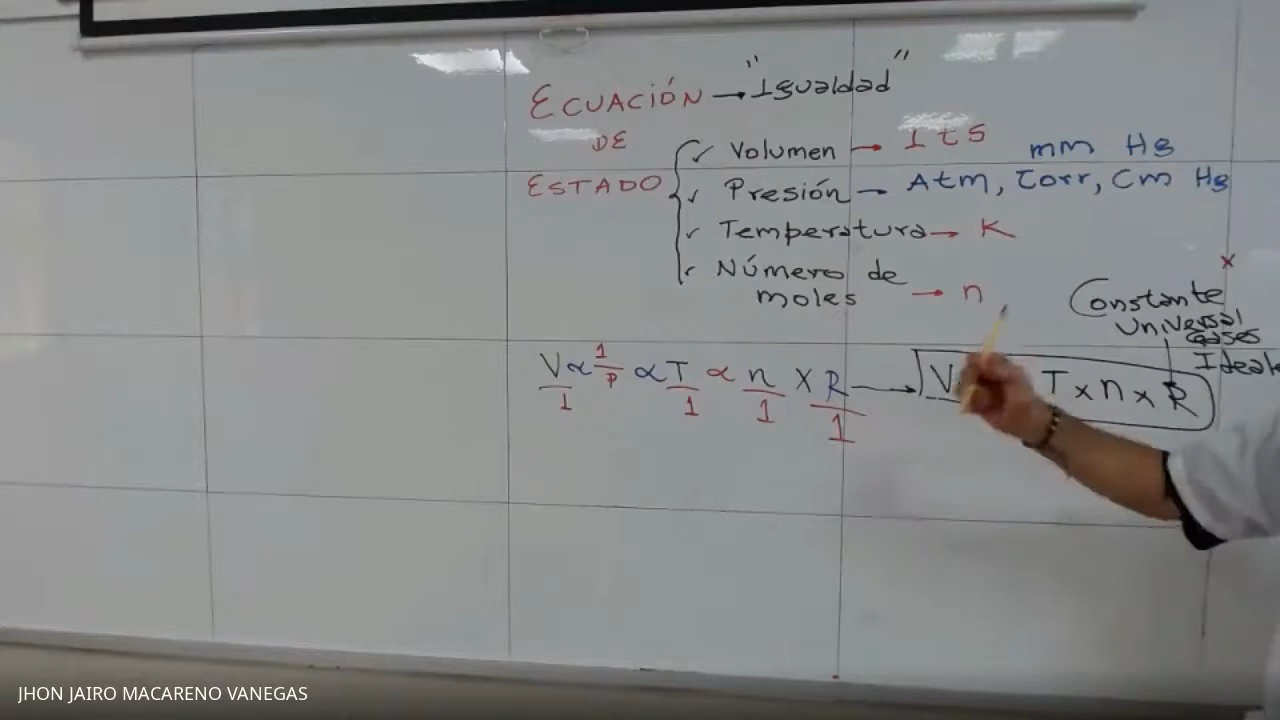 ECUACIÓN → "Igualdad"
DE
ESTADO
✓ Volumen → lts
mm Hg
✓ Presión → Atm, Torr, Cm Hg
✓ Temperatura → K
✓ Número de
moles → n
x
Constante
Universal
Gases
Ideale
V/1 ∝ 1/P ∝ T/1 ∝ n/1 X R/1 → V T x n x R
JHON JAIRO MACARENO VANEGAS